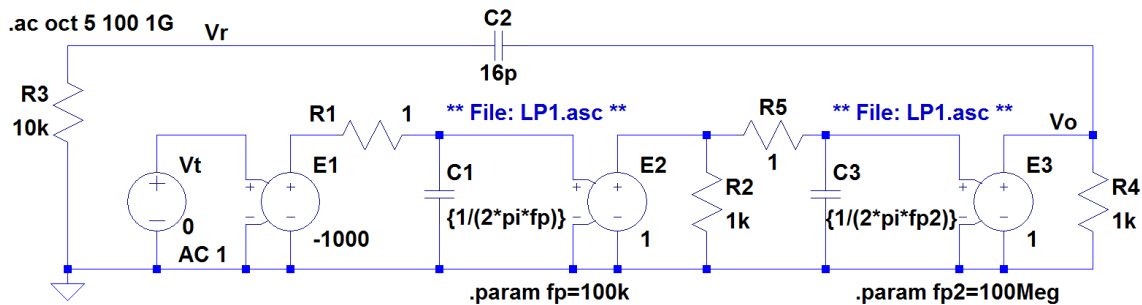 .ac oct 5 100 1G
Vr
C2
16p
R3
10k
R1
1
** File: LP1.asc **
R5
1
** File: LP1.asc **
Vo
Vt
0
AC 1
E1
-1000
C1
{1/(2*pi*fp)}
E2
1
R2
1k
C3
{1/(2*pi*fp2)}
E3
1
R4
1k
.param fp=100k
.param fp2=100Meg